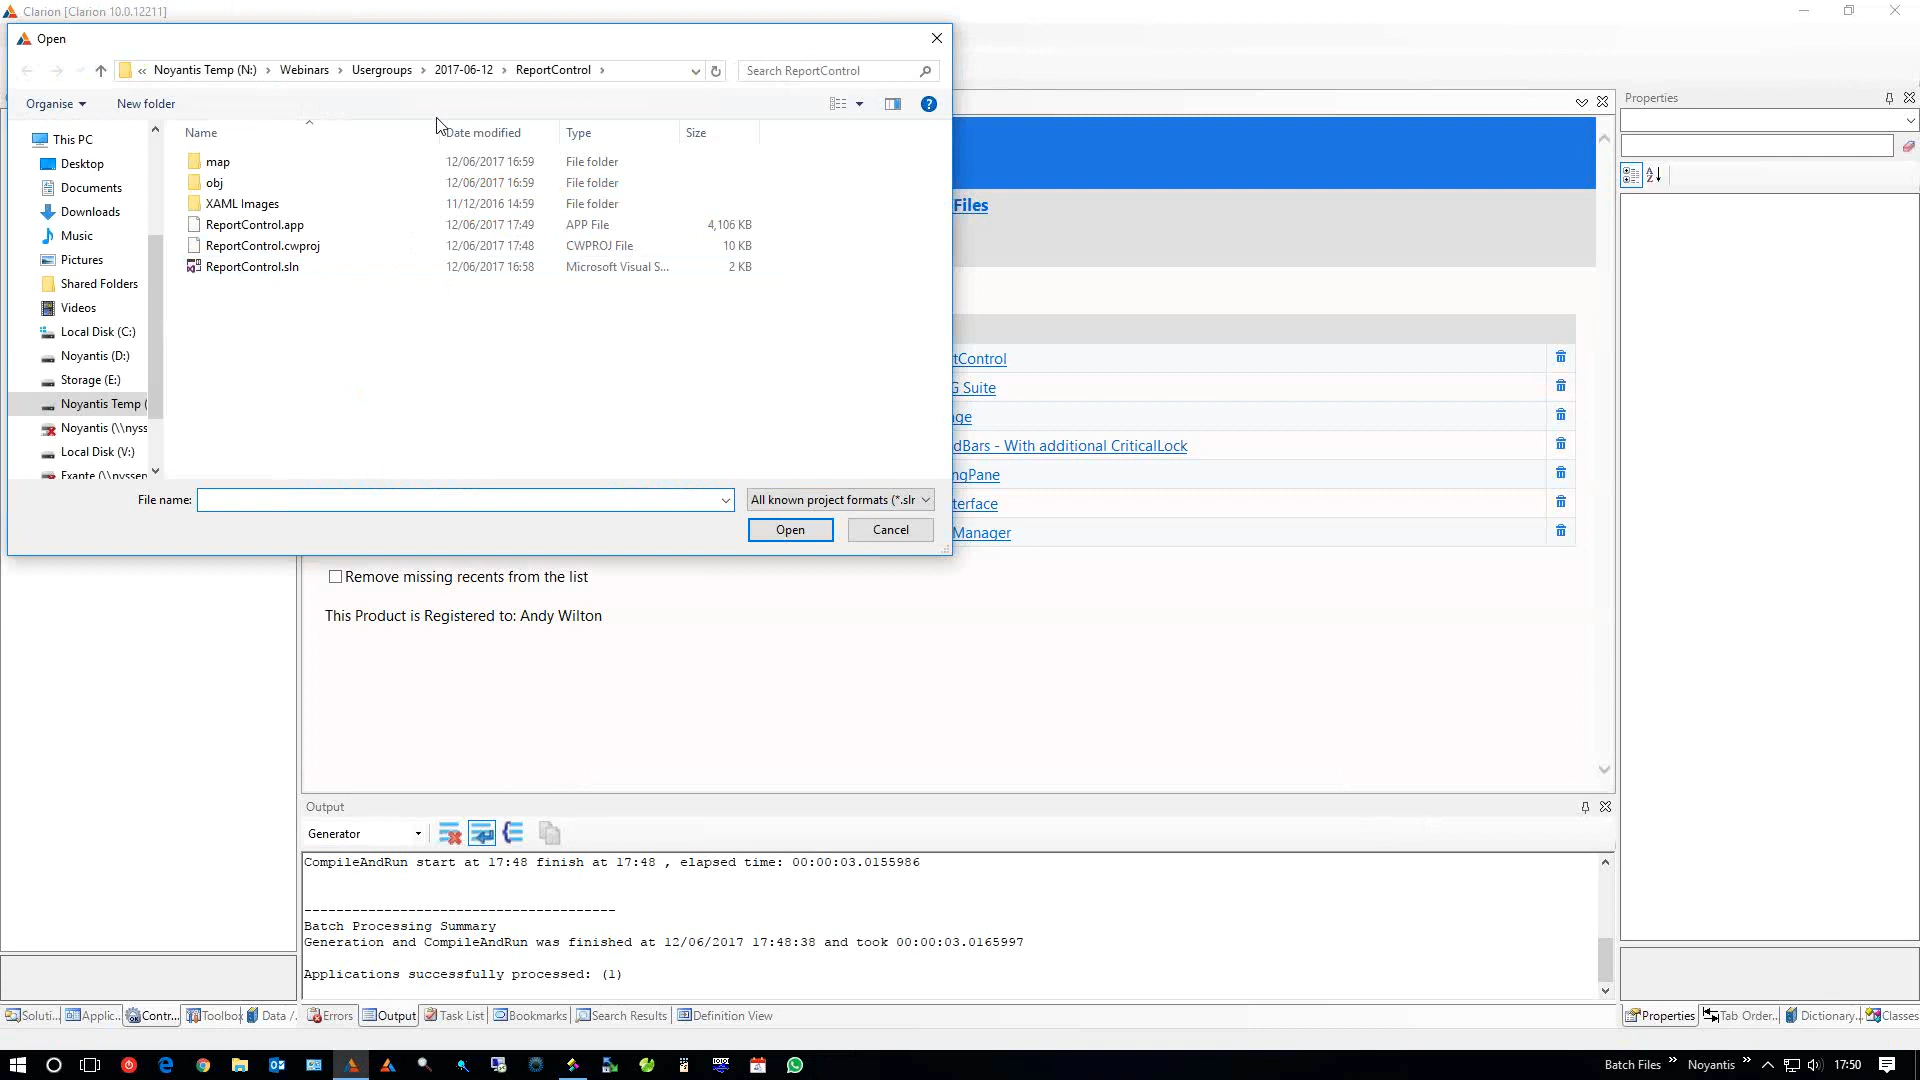 Clarion [Clarion 10.0.12211]
Open
« Noyantis Temp (N:) › Webinars › Usergroups › 2017-06-12 › ReportControl ›
Search ReportControl
Organise
New folder
This PC
Desktop
Documents
Downloads
Music
Pictures
Shared Folders
Videos
Local Disk (C:)
Noyantis (D:)
Storage (E:)
Noyantis Temp (
Noyantis (\\nyss
Local Disk (V:)
Exante (\\nysser
Name Date modified Type Size
map 12/06/2017 16:59 File folder
obj 12/06/2017 16:59 File folder
XAML Images 11/12/2016 14:59 File folder
ReportControl.app 12/06/2017 17:49 APP File 4,106 KB
ReportControl.cwproj 12/06/2017 17:48 CWPROJ File 10 KB
ReportControl.sln 12/06/2017 16:58 Microsoft Visual S... 2 KB
File name:
All known project formats (*.slr
Open Cancel
Files
tControl
G Suite
age
dBars - With additional CriticalLock
ngPane
terface
Manager
Remove missing recents from the list
This Product is Registered to: Andy Wilton
Properties
Output
Generator
CompileAndRun start at 17:48 finish at 17:48 , elapsed time: 00:00:03.0155986
---------------------------------------
Batch Processing Summary
Generation and CompileAndRun was finished at 12/06/2017 17:48:38 and took 00:00:03.0165997
Applications successfully processed: (1)
Soluti... Applic... Contr... Toolbox Data /.
Errors Output Task List Bookmarks Search Results Definition View
Properties Tab Order... Dictionary... Classes
Batch Files » Noyantis » 17:50